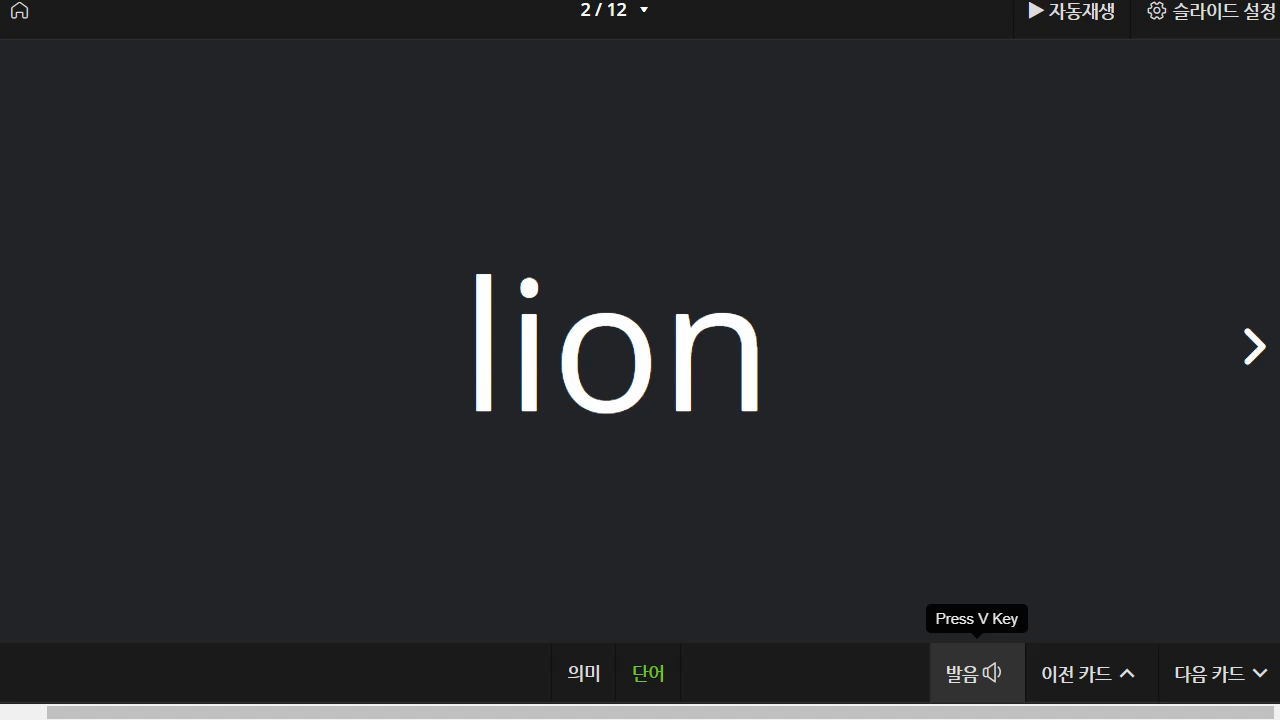 2 / 12
자동재생
슬라이드 설정
lion
Press V Key
의미
단어
발음
이전 카드
다음 카드